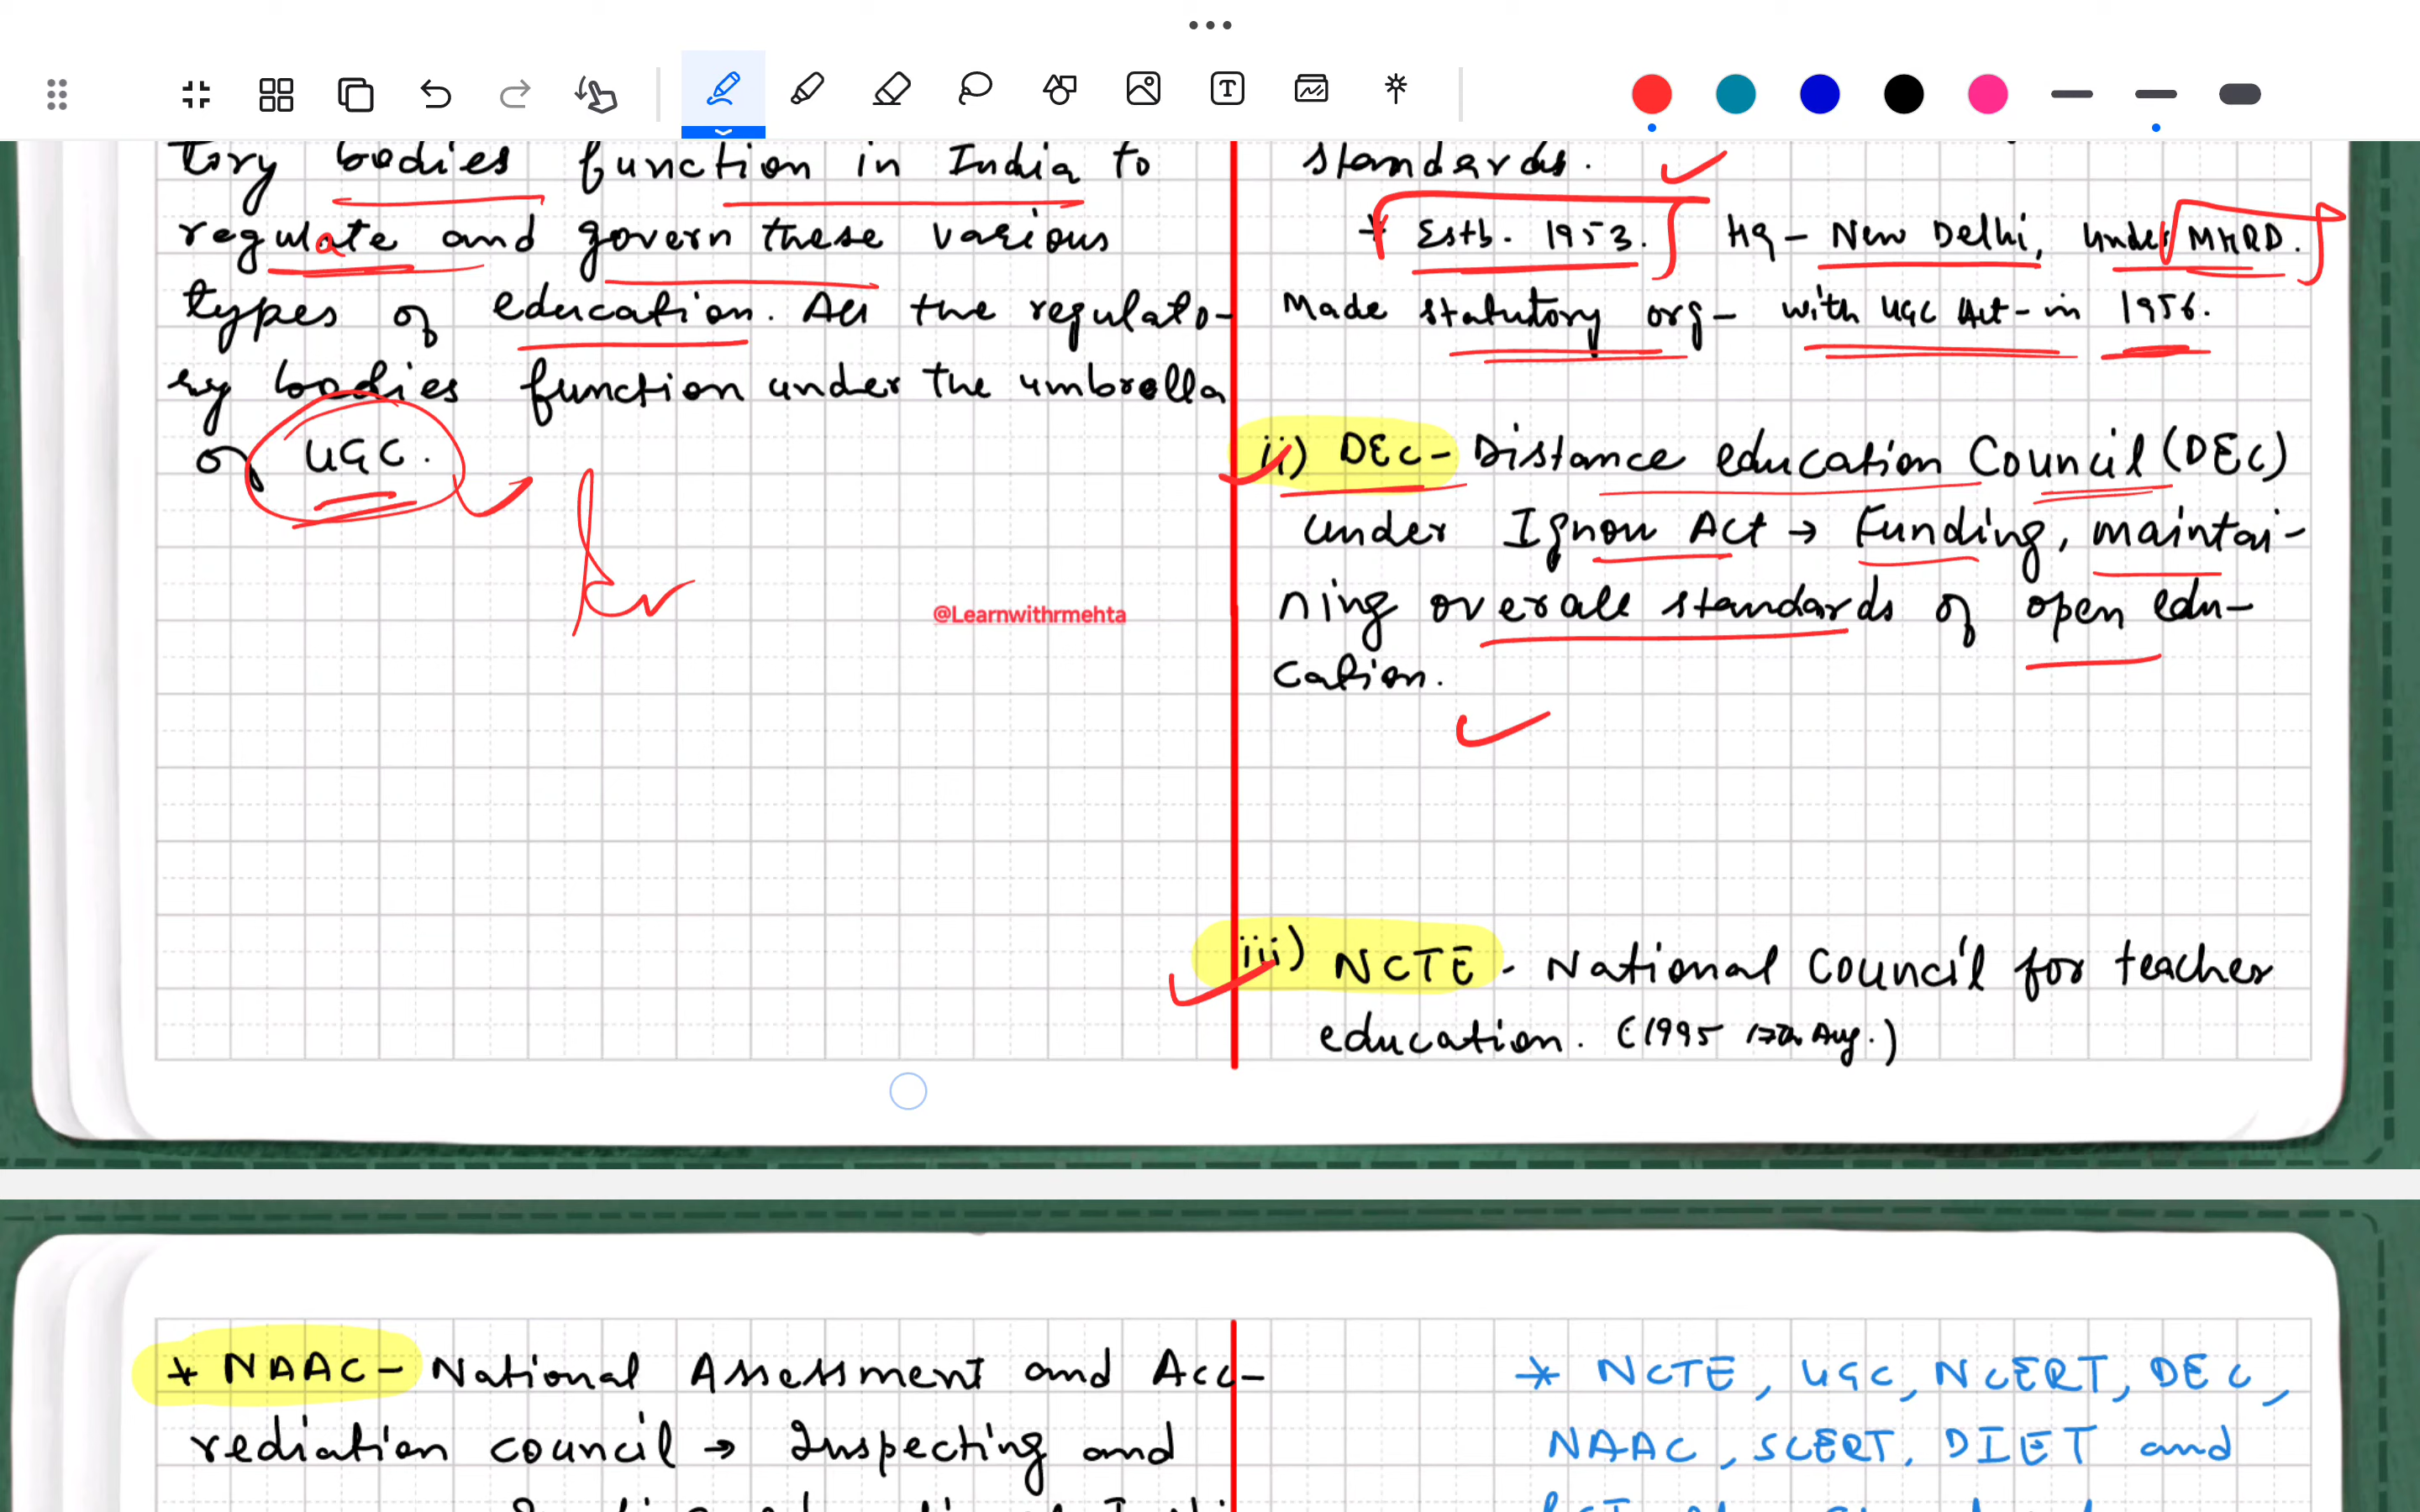 tory bodies function in India to
regulate and govern these various
types of education. All the regulato-
ry bodies function under the umbrella
of UGC.
@Learnwithrmehta
standards.
* Estb. 1953. Hq - New Delhi, under MHRD.
Made statutory org - with UGC Act - in 1956.
ii) DEC - Distance education Council (DEC)
under Ignou Act → Funding, maintai-
ning overall standards of open edu-
cation.
iii) NCTE - National Council for teacher
education. (1995 17th Aug.)
* NAAC - National Assessment and Acc-
rediation council → Inspecting and
* NCTE, UGC, NCERT, DEC,
NAAC, SCERT, DIET and